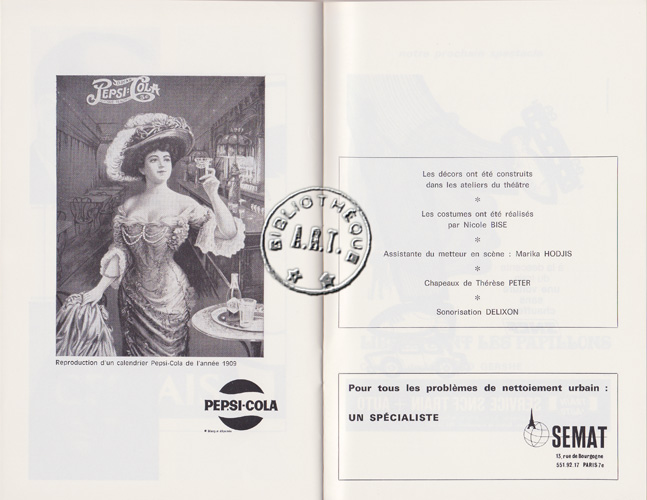 PEPSI-COLA
Reproduction d'un calendrier Pepsi-Cola de l'année 1909
PEPSI-COLA
BIBLIOTHÈQUE
A.R.T.
Les décors ont été construits
dans les ateliers du théâtre
*
Les costumes ont été réalisés
par Nicole BISE
*
Assistante du metteur en scène : Marika HODJIS
*
Chapeaux de Thérèse PETER
*
Sonorisation DELIXON
Pour tous les problèmes de nettoiement urbain :
UN SPÉCIALISTE
SEMAT
15, rue de Bourgogne
551.92.17 PARIS 7e